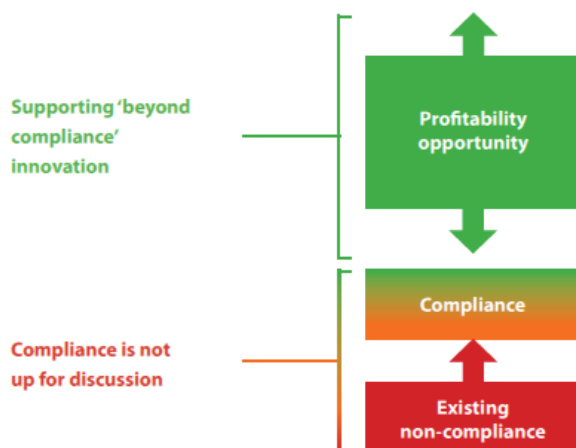 Supporting ‘beyond
compliance’
innovation
Profitability
opportunity
Compliance
Compliance is not
up for discussion
Existing
non-compliance